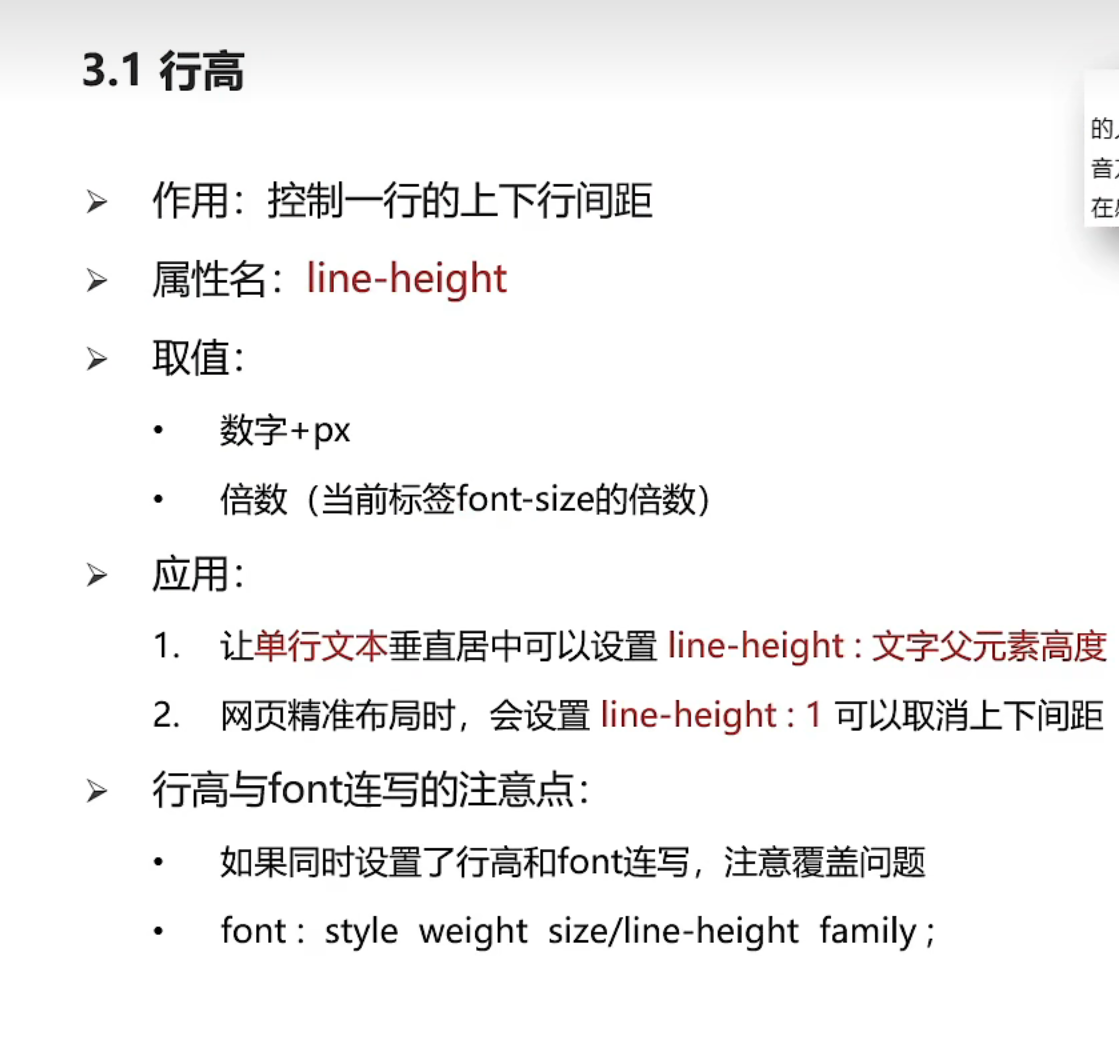 3.1 行高
作用：控制一行的上下行间距
属性名：line-height
取值：
数字+px
倍数（当前标签font-size的倍数）
应用：
1. 让单行文本垂直居中可以设置 line-height : 文字父元素高度
2. 网页精准布局时，会设置 line-height : 1 可以取消上下间距
行高与font连写的注意点：
如果同时设置了行高和font连写，注意覆盖问题
font : style weight size/line-height family ;
的
音
在